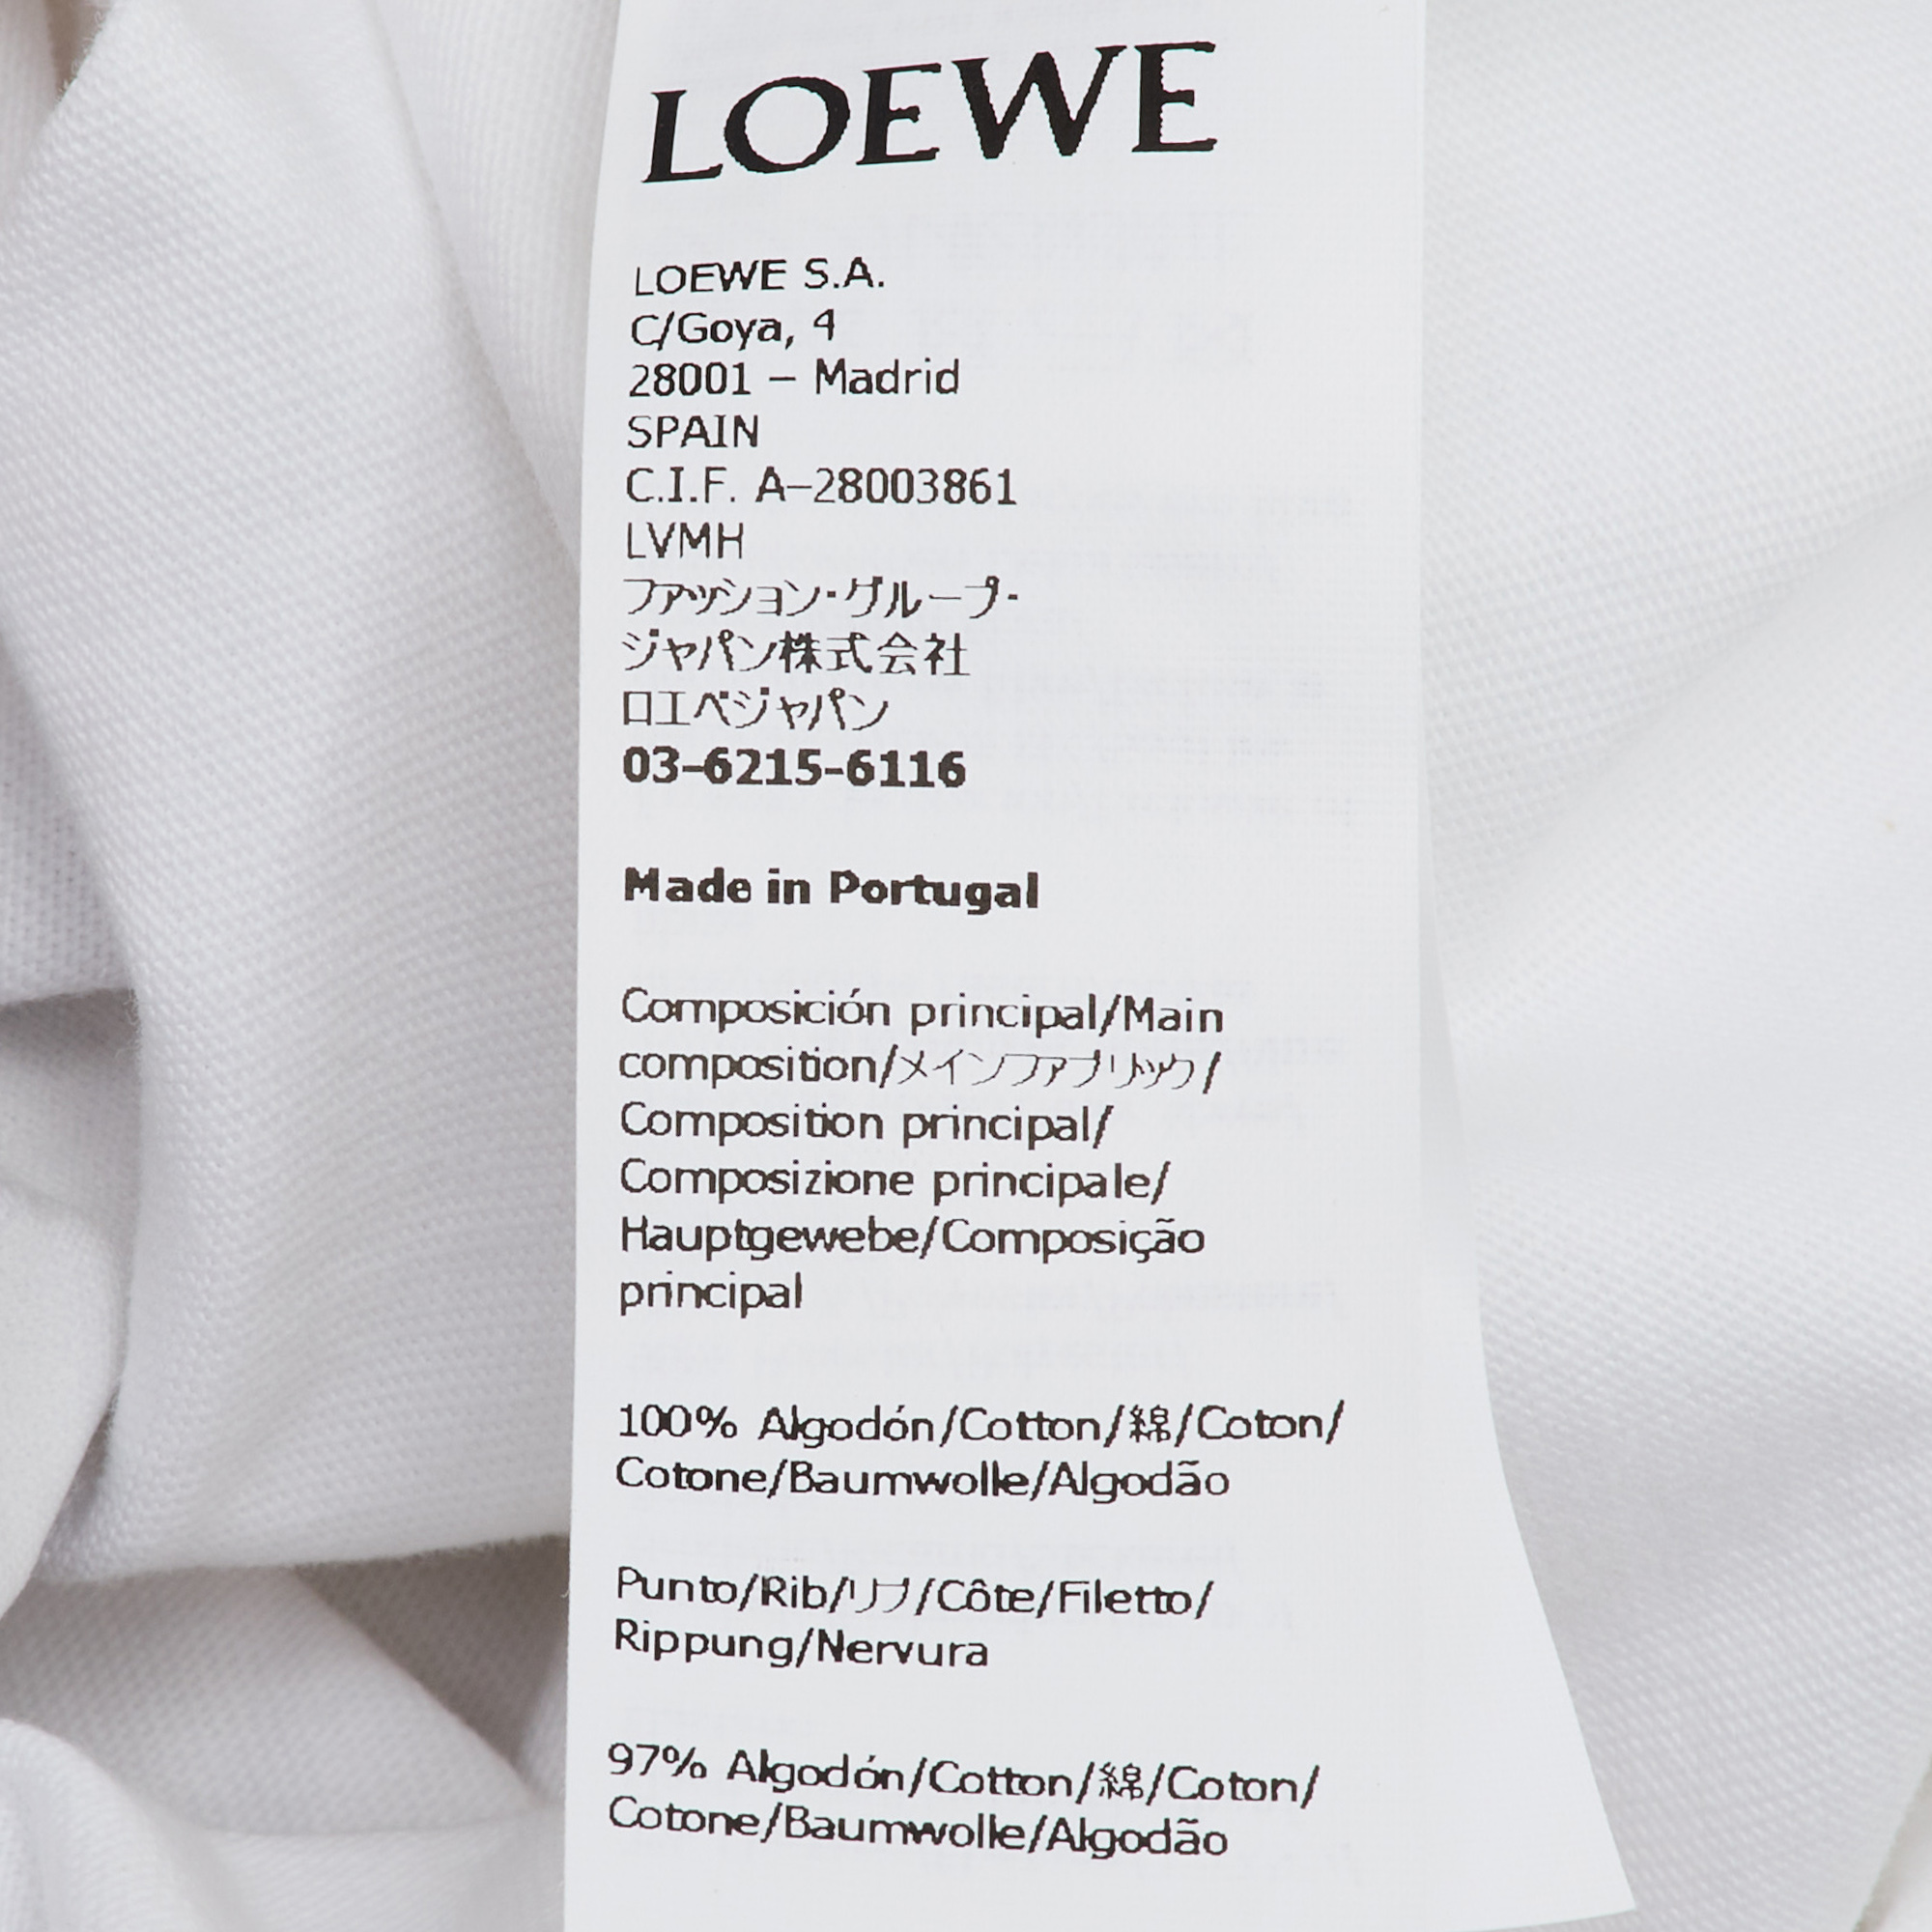 LOEWE
LOEWE S.A.
C/Goya, 4
28001 – Madrid
SPAIN
C.I.F. A–28003861
LVMH
ファッション・グループ・
ジャパン株式会社
ロエベジャパン
03–6215–6116
Made in Portugal
Composición principal/Main
composition/メインファブリック/
Composition principal/
Composizione principale/
Hauptgewebe/Composição
principal
100% Algodón/Cotton/綿/Coton/
Cotone/Baumwolle/Algodão
Punto/Rib/リブ/Côte/Filetto/
Rippung/Nervura
97% Algodón/Cotton/綿/Coton/
Cotone/Baumwolle/Algodão